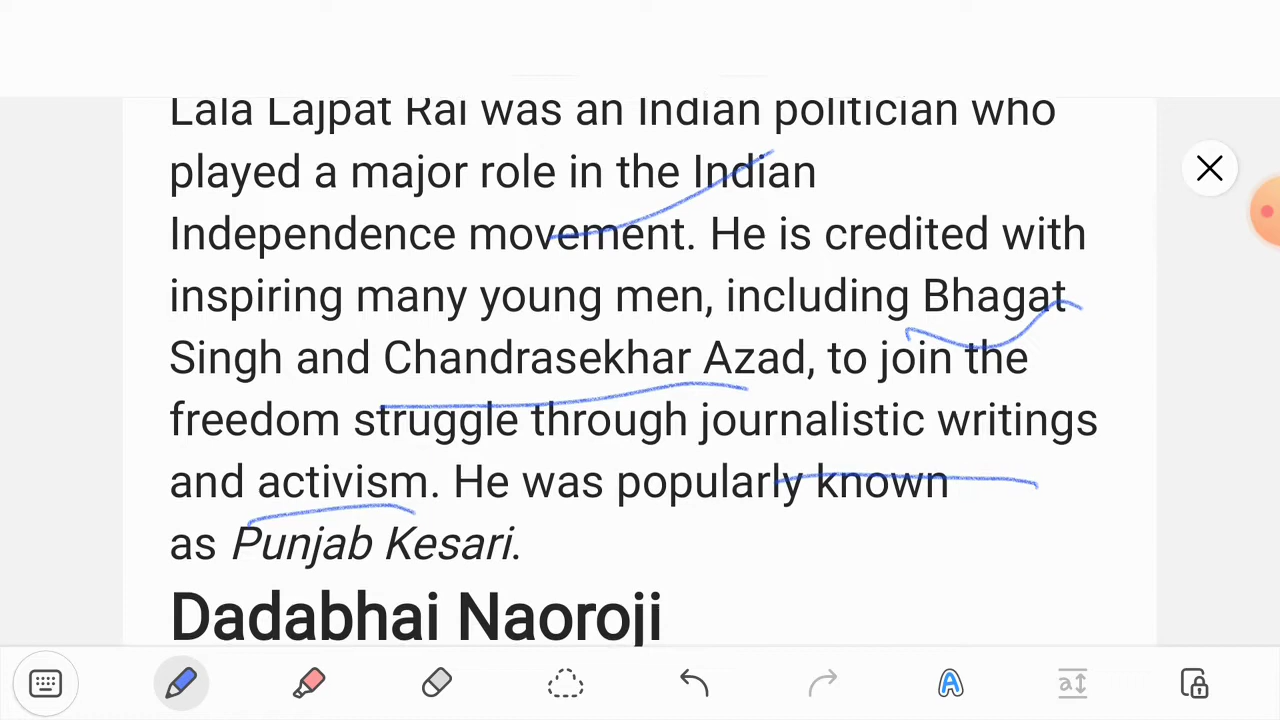 Lala Lajpat Rai was an Indian politician who
played a major role in the Indian
Independence movement. He is credited with
inspiring many young men, including Bhagat
Singh and Chandrasekhar Azad, to join the
freedom struggle through journalistic writings
and activism. He was popularly known
as Punjab Kesari.
Dadabhai Naoroji
A
a